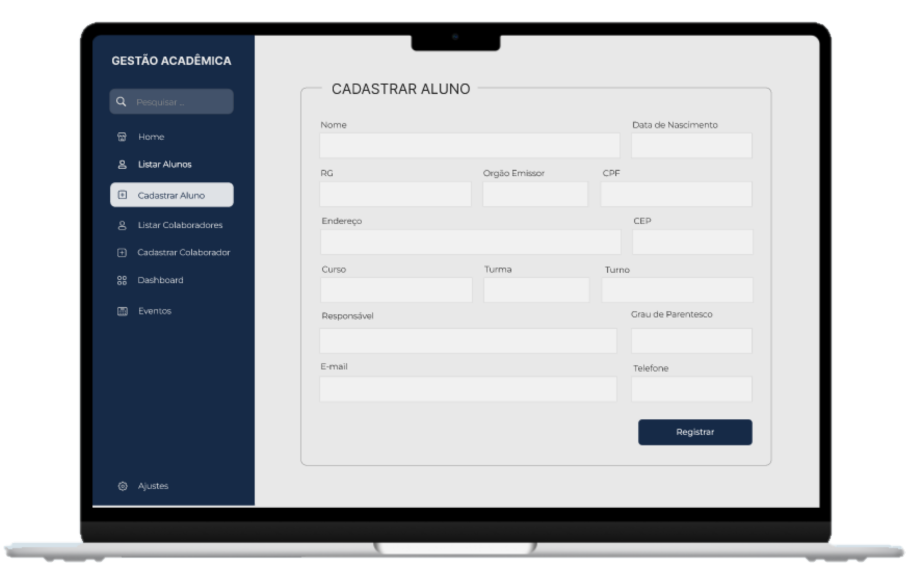 GESTÃO ACADÊMICA
Pesquisar ...
Home
Listar Alunos
Cadastrar Aluno
Listar Colaboradores
Cadastrar Colaborador
Dashboard
Eventos
Ajustes
CADASTRAR ALUNO
Nome Data de Nascimento
RG Orgão Emissor CPF
Endereço CEP
Curso Turma Turno
Responsável Grau de Parentesco
E-mail Telefone
Registrar